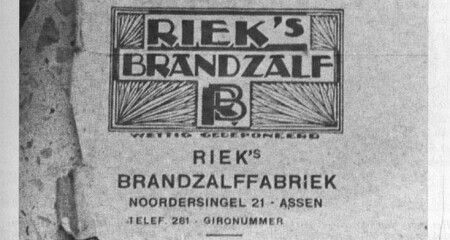 RIEK'S
BRANDZALF
RB
WETTIG GEDEPONEERD
RIEK'S
BRANDZALFFABRIEK
NOORDERSINGEL 21 - ASSEN
TELEF. 281 - GIRONUMMER